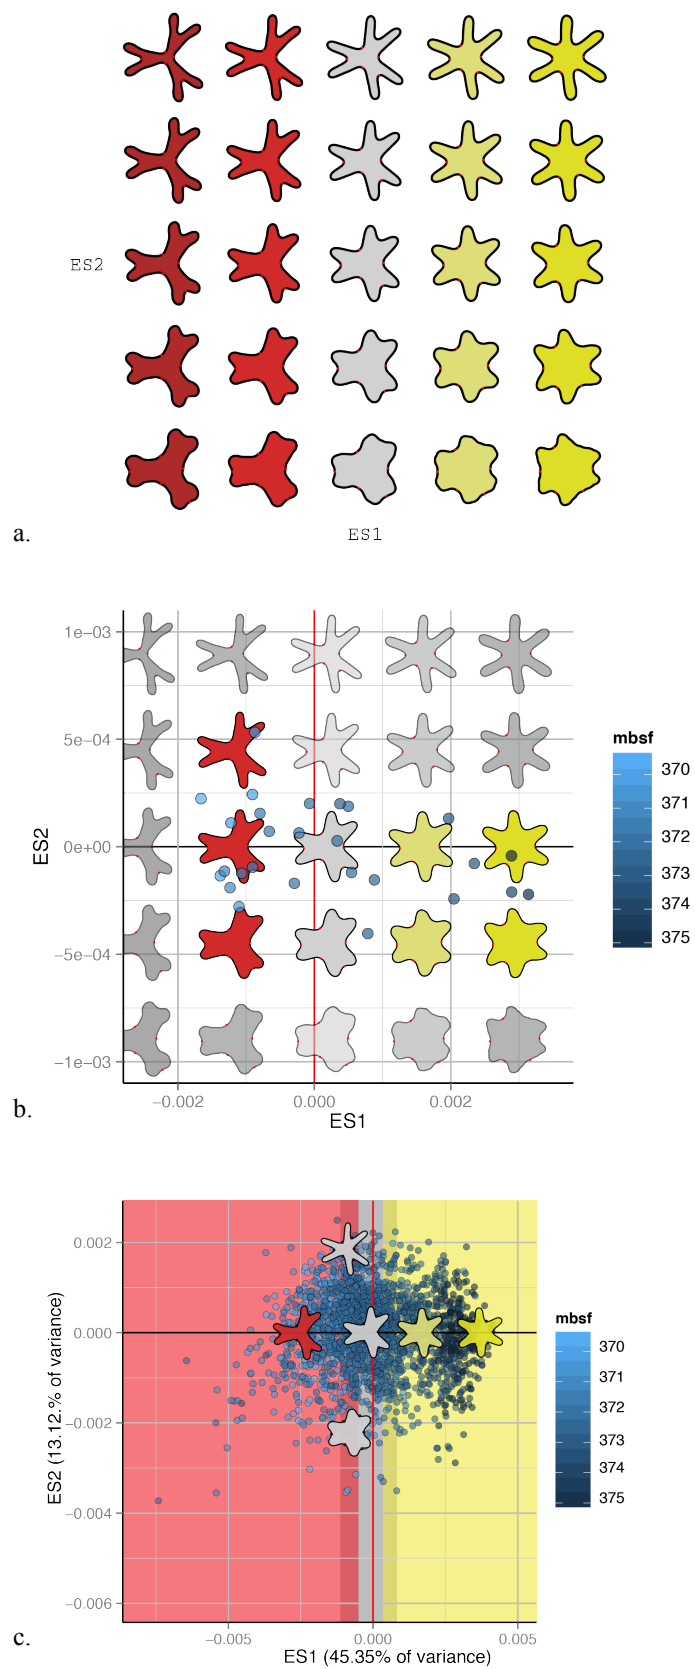 ES2
a.
ES1
1e−03
5e−04
0e+00
−5e−04
−1e−03
ES2
−0.002
0.000
0.002
ES1
mbsf
370
371
372
373
374
375
b.
0.002
0.000
−0.002
−0.004
−0.006
ES2 (13.12.% of variance)
−0.005
0.000
0.005
ES1 (45.35% of variance)
mbsf
370
371
372
373
374
375
c.